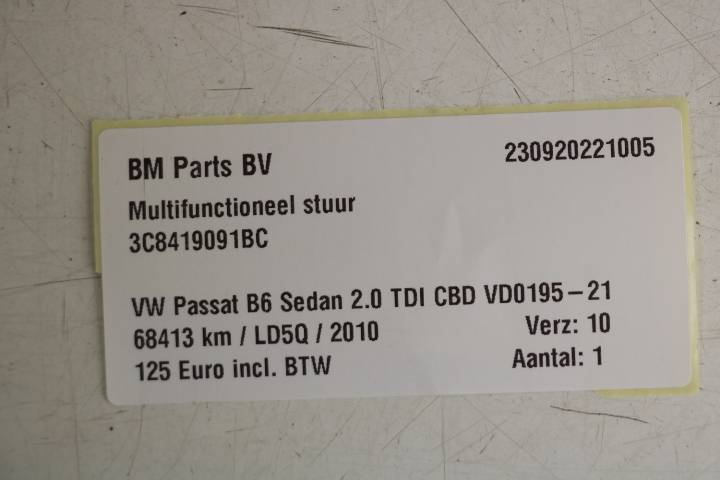 BM Parts BV 230920221005
Multifunctioneel stuur
3C8419091BC
VW Passat B6 Sedan 2.0 TDI CBD VD0195-21
68413 km / LD5Q / 2010 Verz: 10
125 Euro incl. BTW Aantal: 1